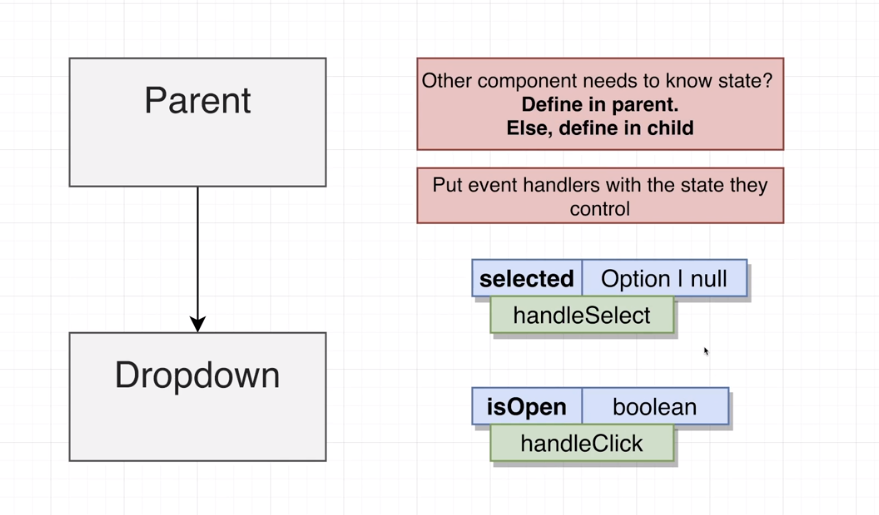 Parent
Other component needs to know state?
Define in parent.
Else, define in child
Put event handlers with the state they
control
selected Option | null
handleSelect
Dropdown
isOpen boolean
handleClick